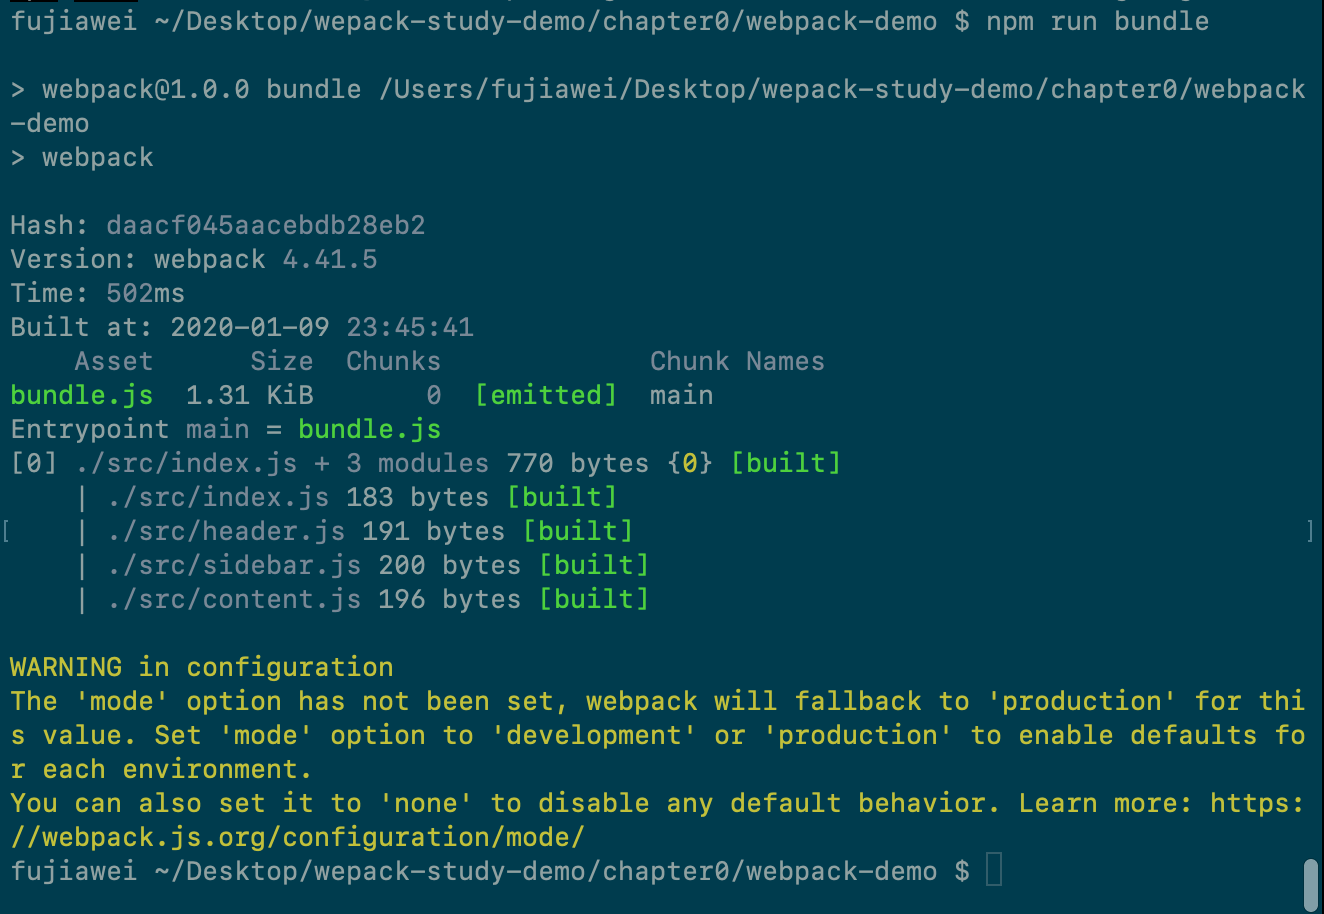 fujiawei ~/Desktop/wepack-study-demo/chapter0/webpack-demo $ npm run bundle
> webpack@1.0.0 bundle /Users/fujiawei/Desktop/wepack-study-demo/chapter0/webpack
-demo
> webpack
Hash: daacf045aacebdb28eb2
Version: webpack 4.41.5
Time: 502ms
Built at: 2020-01-09 23:45:41
    Asset      Size  Chunks             Chunk Names
bundle.js  1.31 KiB       0  [emitted]  main
Entrypoint main = bundle.js
[0] ./src/index.js + 3 modules 770 bytes {0} [built]
    | ./src/index.js 183 bytes [built]
[    | ./src/header.js 191 bytes [built]    ]
    | ./src/sidebar.js 200 bytes [built]
    | ./src/content.js 196 bytes [built]
WARNING in configuration
The 'mode' option has not been set, webpack will fallback to 'production' for thi
s value. Set 'mode' option to 'development' or 'production' to enable defaults fo
r each environment.
You can also set it to 'none' to disable any default behavior. Learn more: https:
//webpack.js.org/configuration/mode/
fujiawei ~/Desktop/wepack-study-demo/chapter0/webpack-demo $